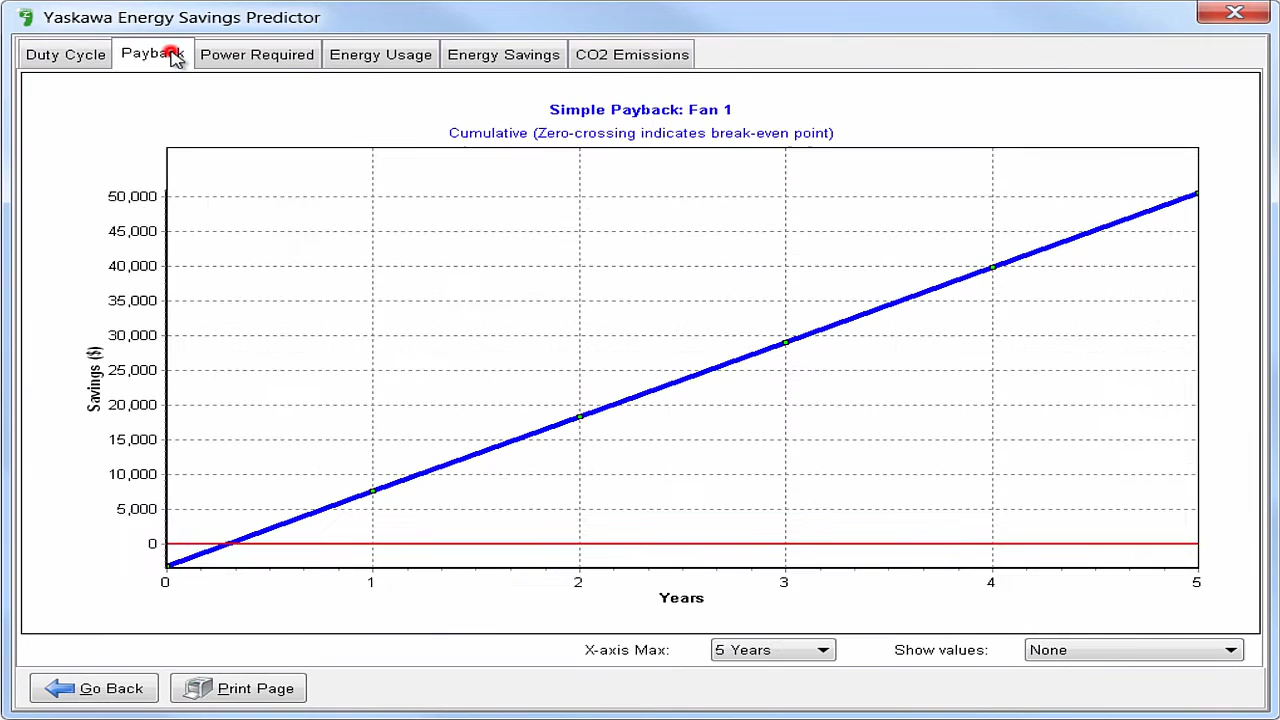 Yaskawa Energy Savings Predictor
Duty Cycle Payback Power Required Energy Usage Energy Savings CO2 Emissions
Simple Payback: Fan 1
Cumulative (Zero-crossing indicates break-even point)
50,000
45,000
40,000
35,000
30,000
25,000
20,000
15,000
10,000
5,000
0
Savings ($)
0 1 2 3 4 5
Years
X-axis Max: 5 Years Show values: None
Go Back Print Page